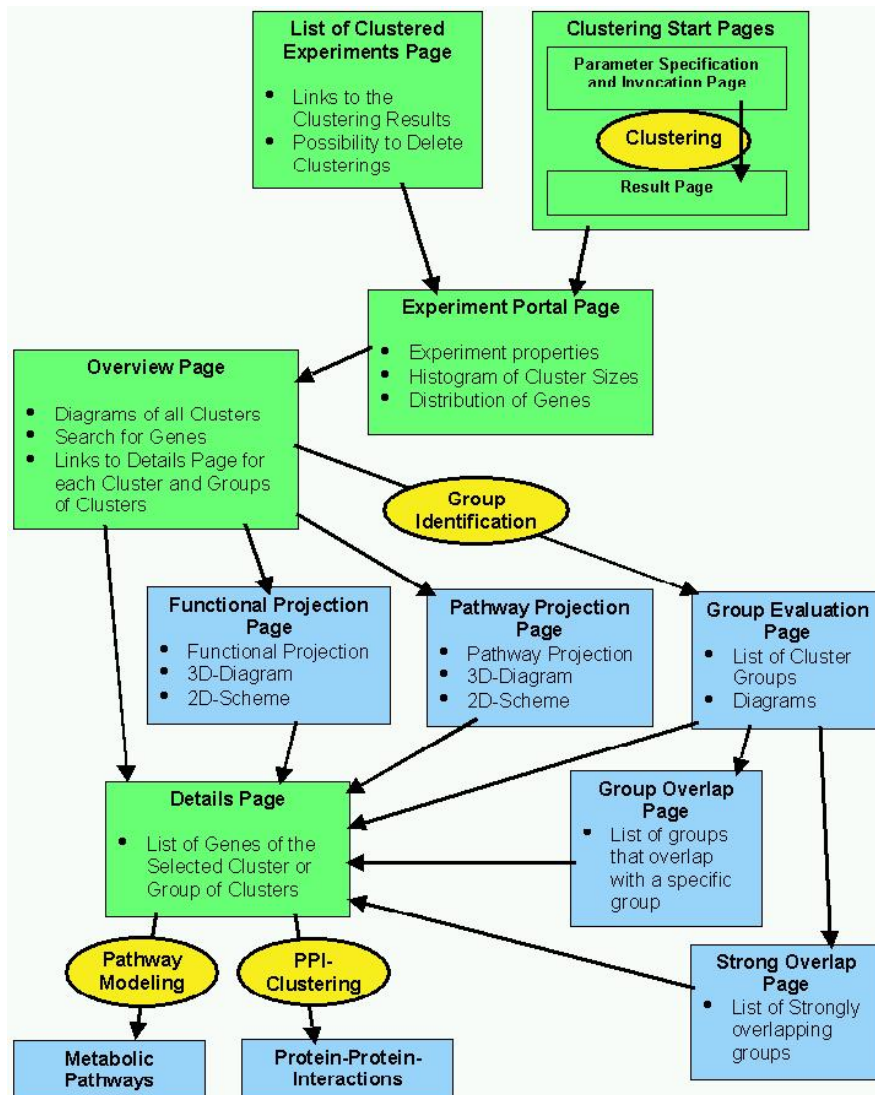 List of Clustered
Experiments Page
• Links to the
Clustering Results
• Possibility to Delete
Clusterings
Clustering Start Pages
Parameter Specification
and Invocation Page
Clustering
Result Page
Experiment Portal Page
• Experiment properties
• Histogram of Cluster Sizes
• Distribution of Genes
Overview Page
• Diagrams of all Clusters
• Search for Genes
• Links to Details Page for
each Cluster and Groups
of Clusters
Group
Identification
Functional Projection
Page
• Functional Projection
• 3D-Diagram
• 2D-Scheme
Pathway Projection
Page
• Pathway Projection
• 3D-Diagram
• 2D-Scheme
Group Evaluation
Page
• List of Cluster
Groups
• Diagrams
Details Page
• List of Genes of the
Selected Cluster or
Group of Clusters
Group Overlap
Page
• List of groups
that overlap
with a specific
group
Pathway
Modeling
PPI-
Clustering
Strong Overlap
Page
• List of Strongly
overlapping
groups
Metabolic
Pathways
Protein-Protein-
Interactions